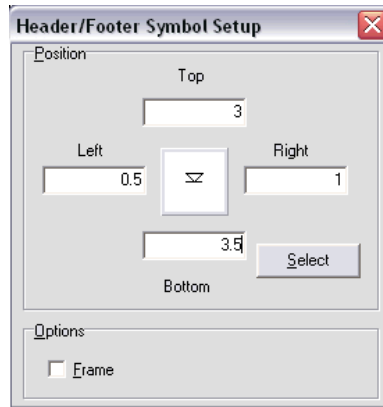 Header/Footer Symbol Setup
Position
Top
3
Left
Right
0.5
1
3.5
Select
Bottom
Options
Frame